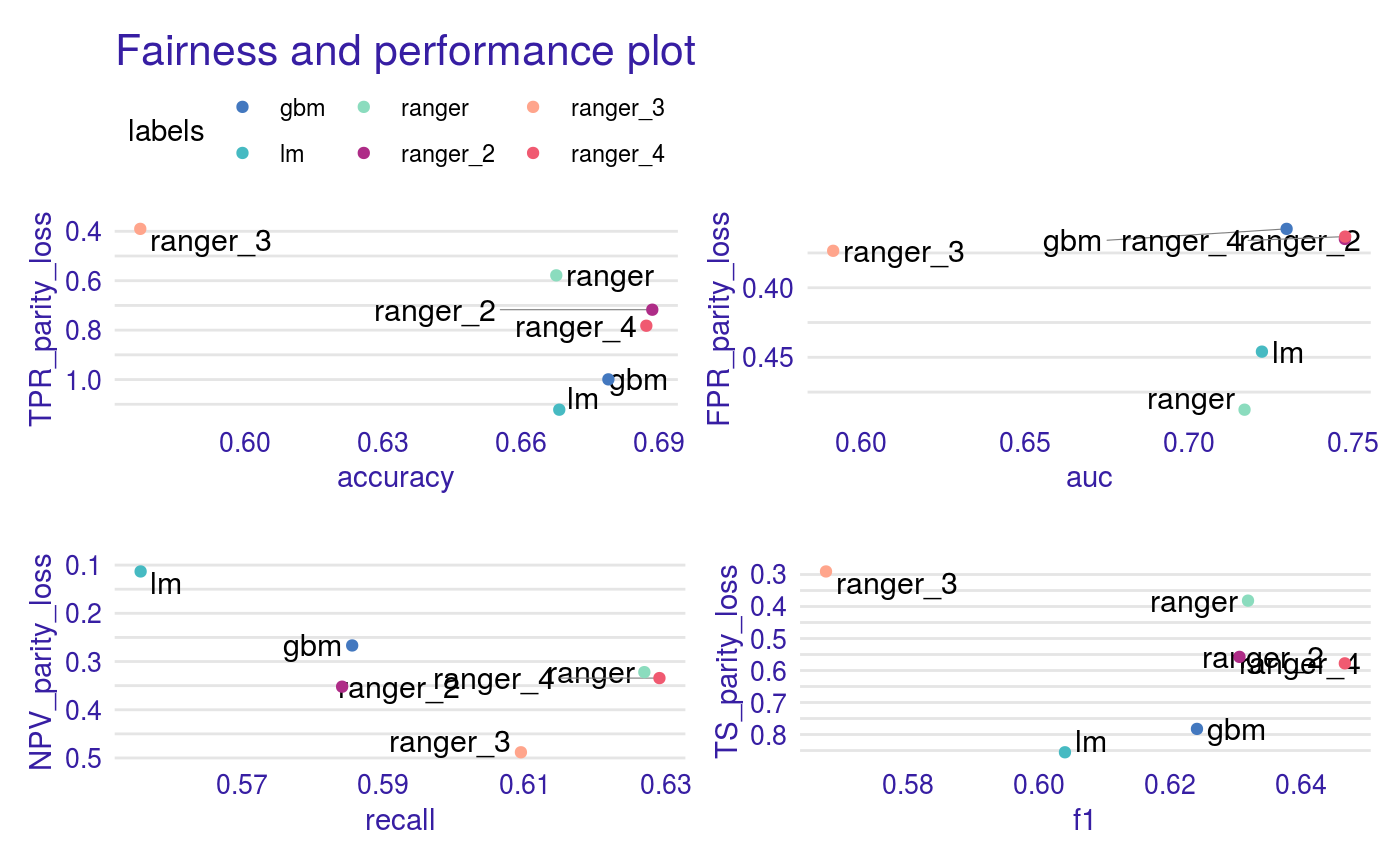 Fairness and performance plot
labels
gbm
ranger
ranger_3
lm
ranger_2
ranger_4
TPR_parity_loss
0.4
0.6
0.8
1.0
ranger_3
ranger
ranger_2
ranger_4
gbm
lm
0.60
0.63
0.66
0.69
accuracy
FPR_parity_loss
0.40
0.45
gbm
ranger_4
ranger_2
ranger_3
lm
ranger
0.60
0.65
0.70
0.75
auc
NPV_parity_loss
0.1
0.2
0.3
0.4
0.5
lm
gbm
ranger
ranger_4
ranger_2
ranger_3
0.57
0.59
0.61
0.63
recall
TS_parity_loss
0.3
0.4
0.5
0.6
0.7
0.8
ranger_3
ranger
ranger_2
ranger_4
gbm
lm
0.58
0.60
0.62
0.64
f1